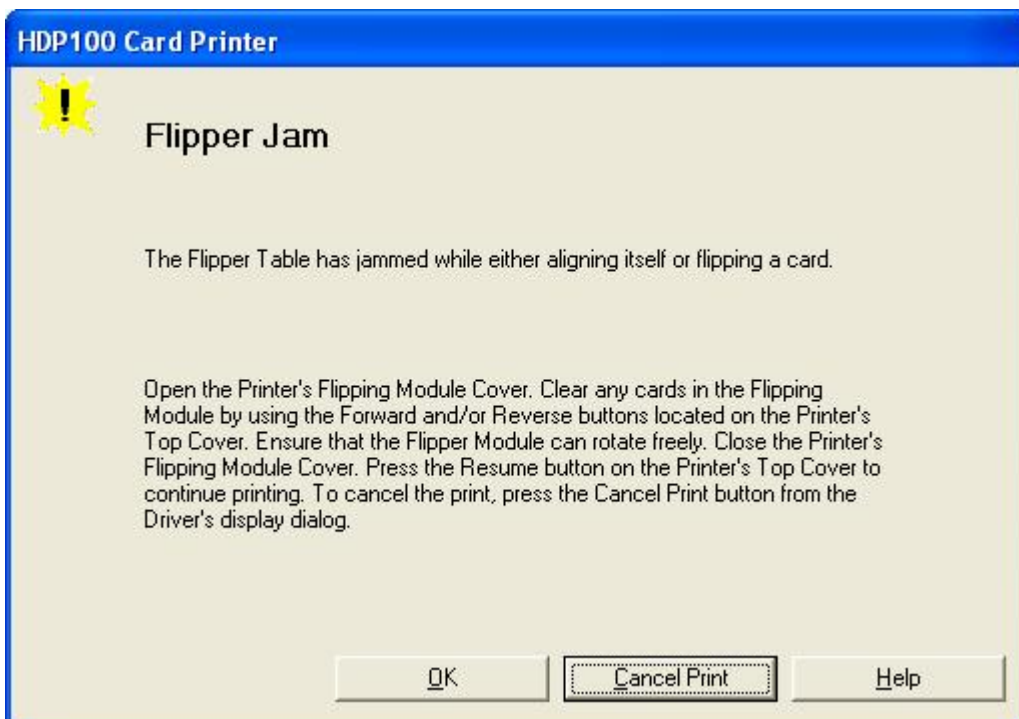 HDP100 Card Printer
!
Flipper Jam
The Flipper Table has jammed while either aligning itself or flipping a card.
Open the Printer's Flipping Module Cover. Clear any cards in the Flipping
Module by using the Forward and/or Reverse buttons located on the Printer's
Top Cover. Ensure that the Flipper Module can rotate freely. Close the Printer's
Flipping Module Cover. Press the Resume button on the Printer's Top Cover to
continue printing. To cancel the print, press the Cancel Print button from the
Driver's display dialog.
OK
Cancel Print
Help